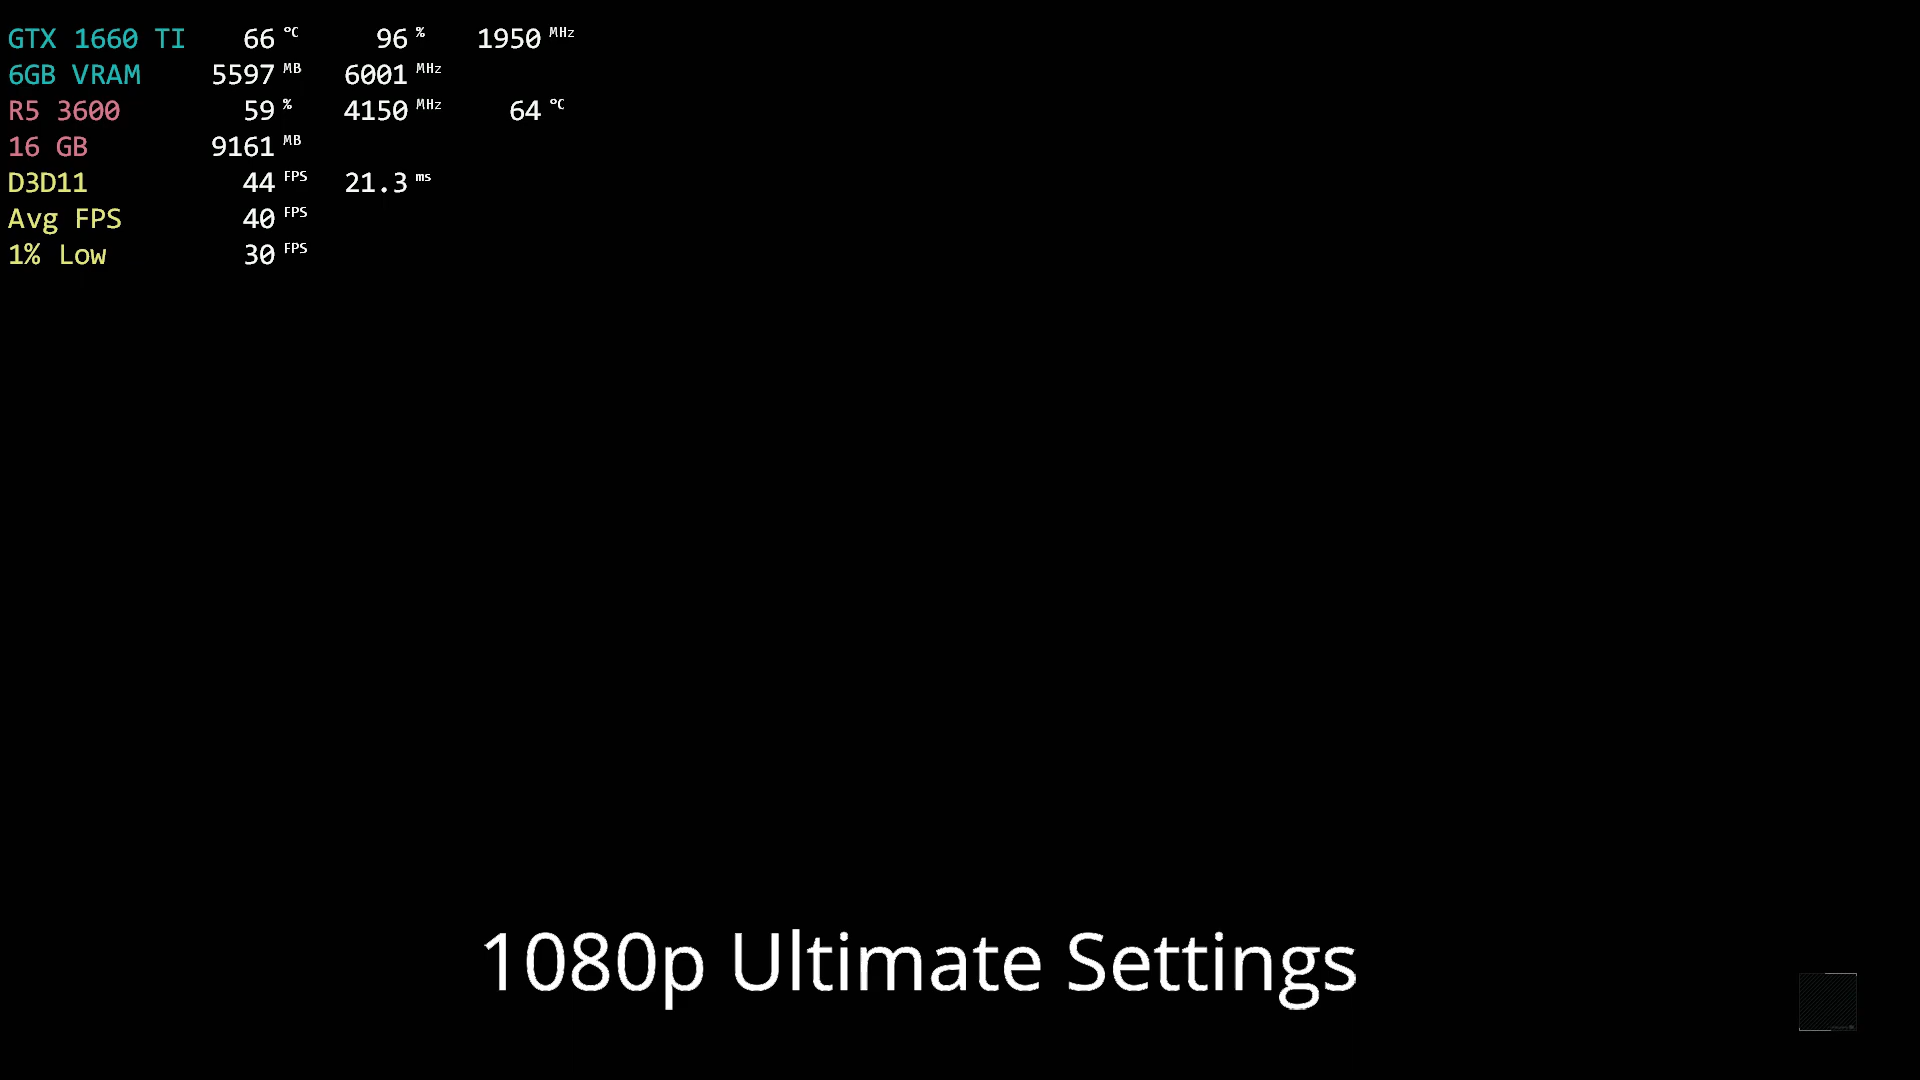 GTX 1660 TI 66 °C 96 % 1950 MHz
6GB VRAM 5597 MB 6001 MHz
R5 3600 59 % 4150 MHz 64 °C
16 GB 9161 MB
D3D11 44 FPS 21.3 ms
Avg FPS 40 FPS
1% Low 30 FPS
1080p Ultimate Settings